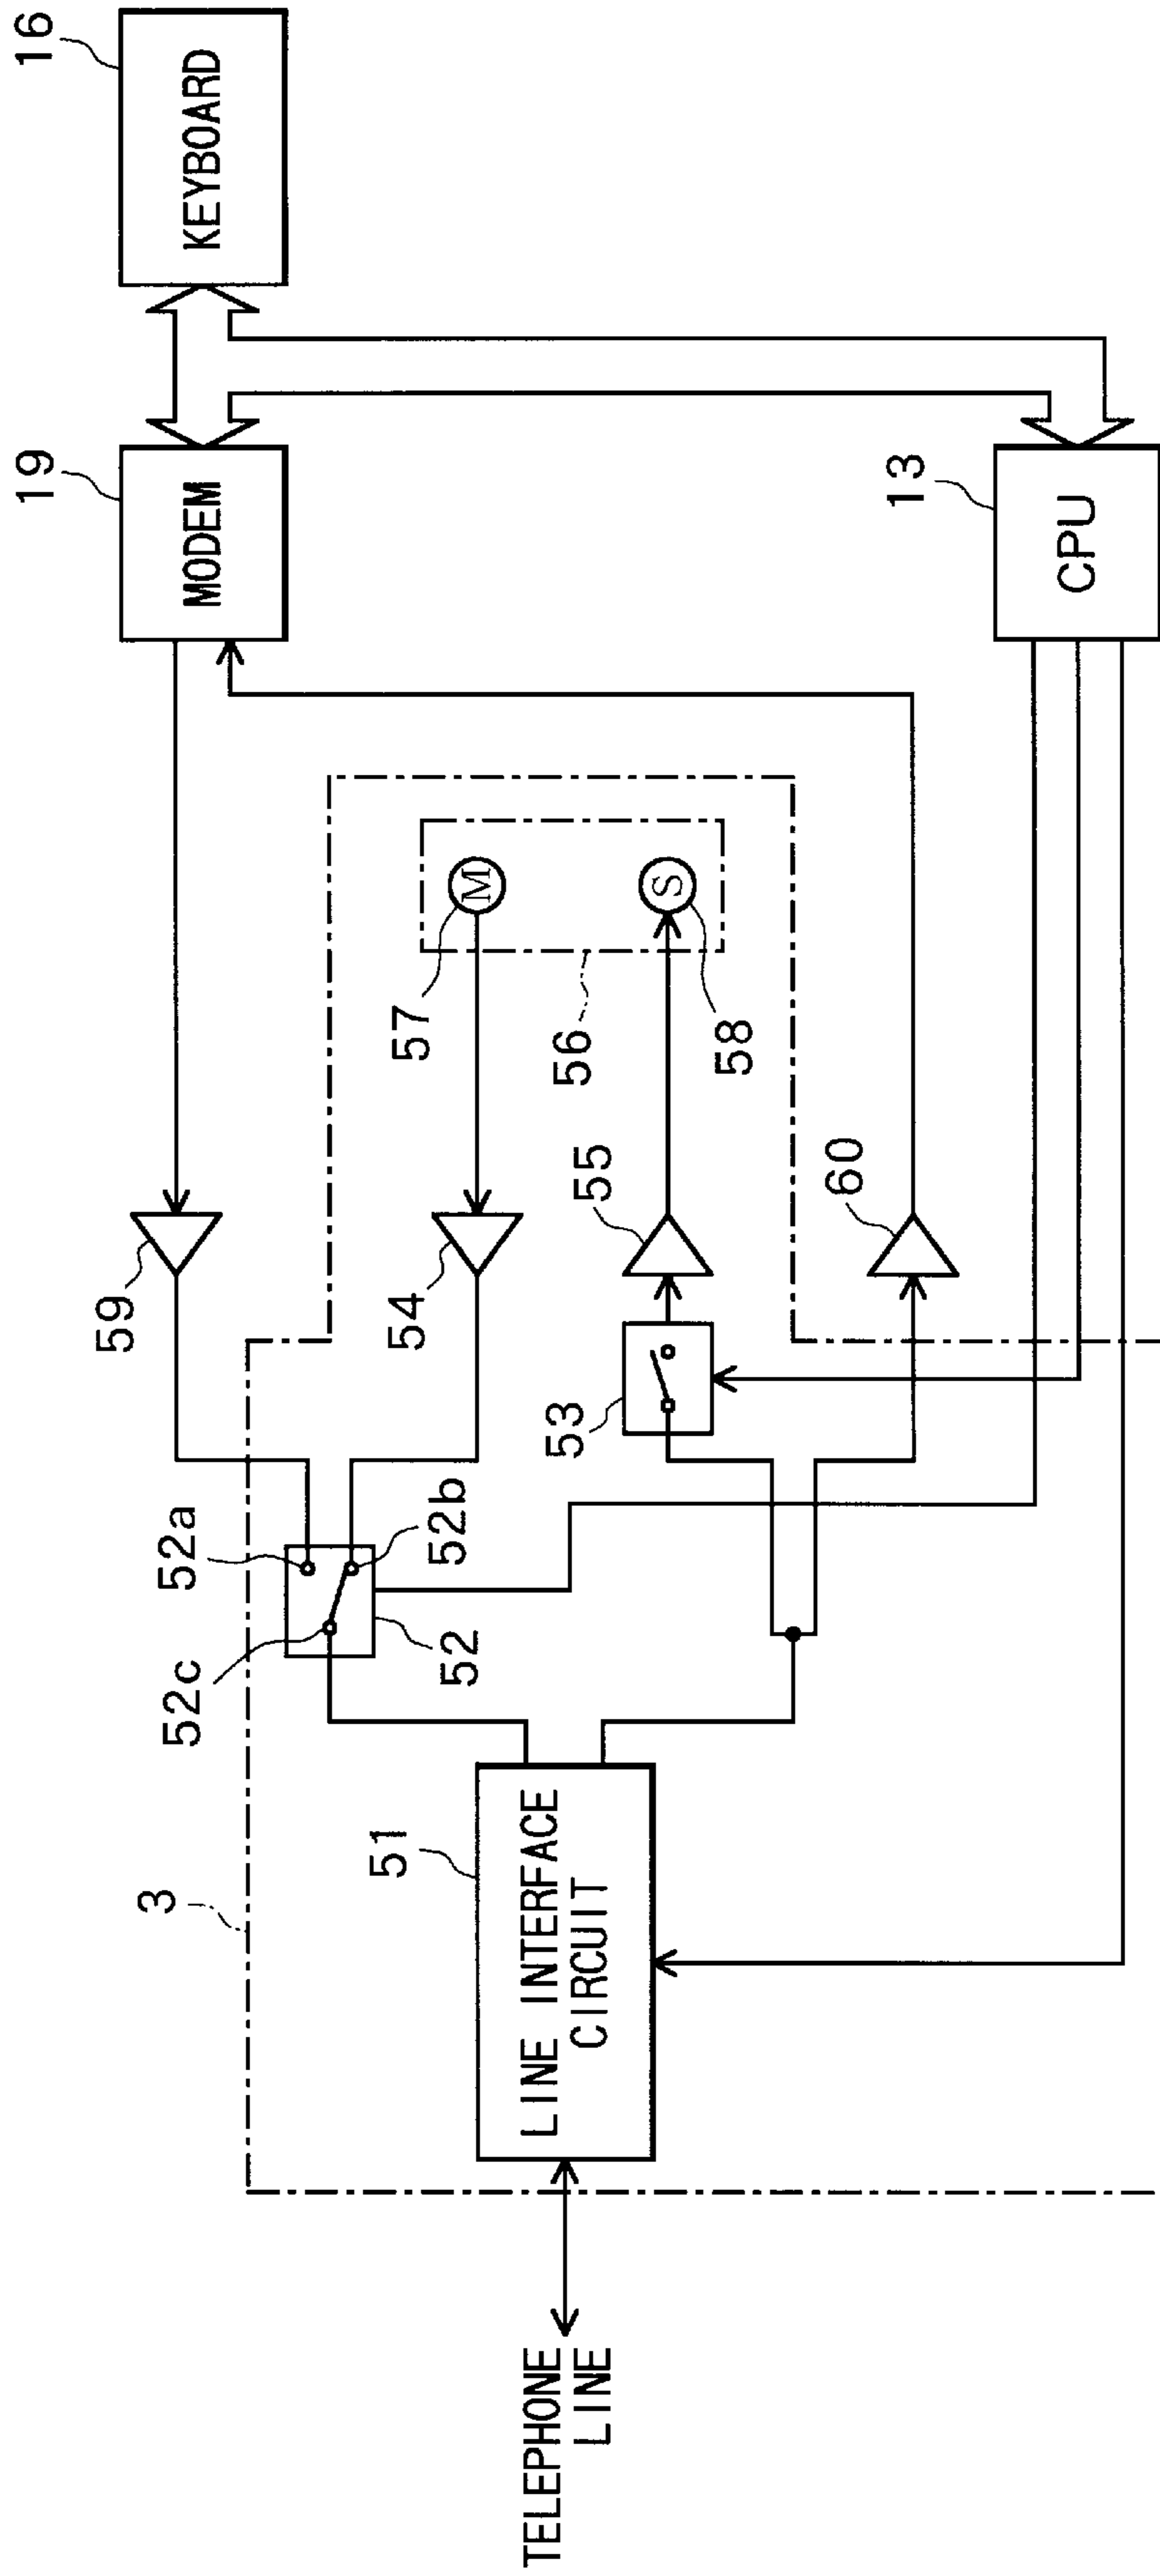 16
KEYBOARD
19
MODEM
13
CPU
59
57
M
54
56
S
58
55
60
53
52a
52b
52c
52
3
51
LINE INTERFACE
CIRCUIT
TELEPHONE
LINE